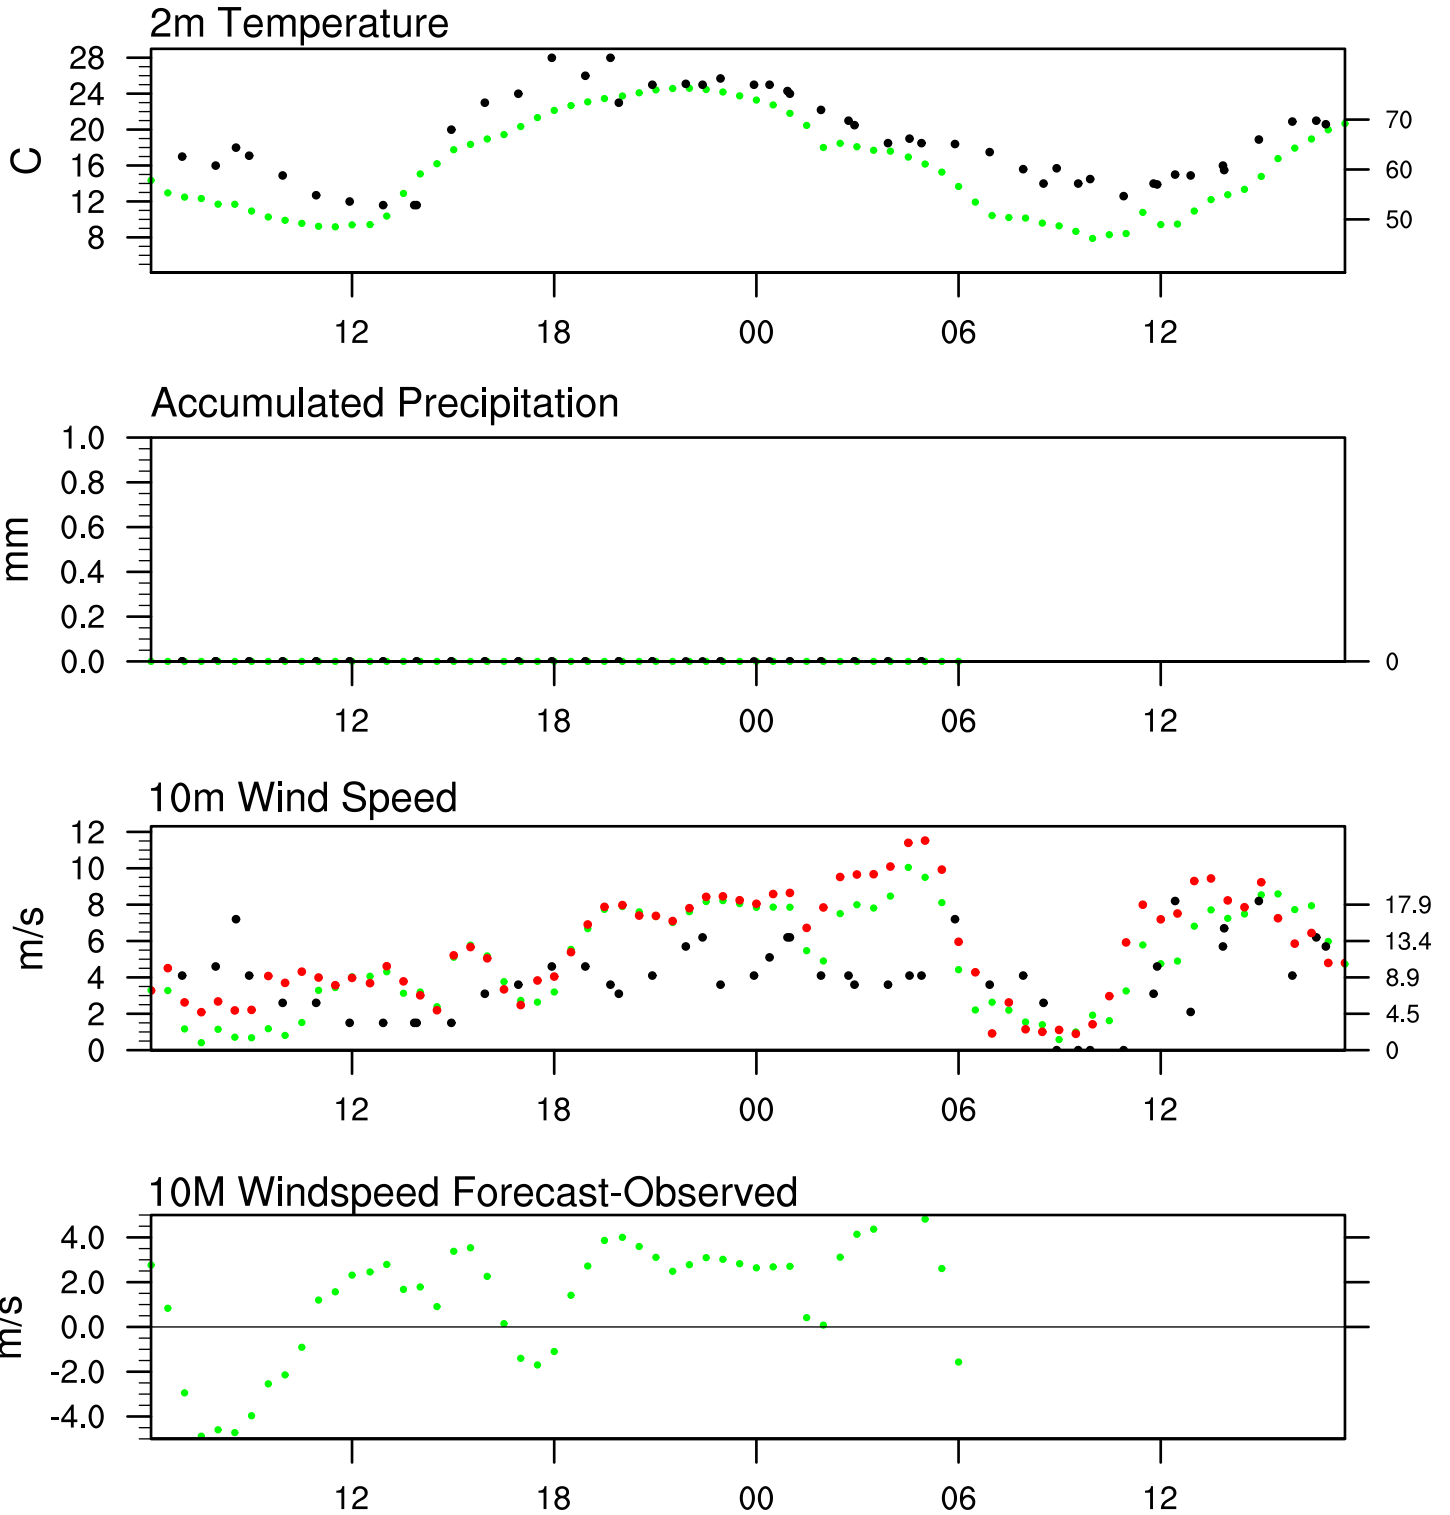 2m Temperature
28
24
20
16
12
8
C
70
60
50
12 18 00 06 12
Accumulated Precipitation
1.0
0.8
0.6
0.4
0.2
0.0
mm
0
12 18 00 06 12
10m Wind Speed
12
10
8
6
4
2
0
m/s
17.9
13.4
8.9
4.5
0
12 18 00 06 12
10M Windspeed Forecast-Observed
4.0
2.0
0.0
-2.0
-4.0
m/s
12 18 00 06 12